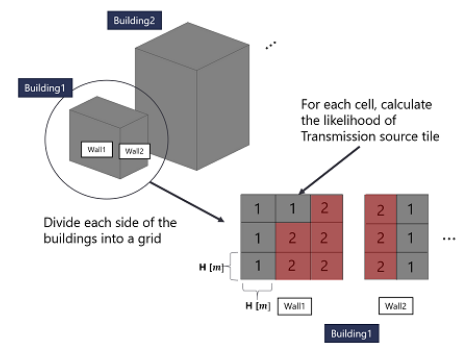 Building2
...
Building1
Wall1 Wall2
For each cell, calculate
the likelihood of
Transmission source tile
Divide each side of the
buildings into a grid
1 1 2
1 2 2
1 2 2
2 1
2 1
2 1
...
H [m]
H [m]
Wall1
Wall2
Building1